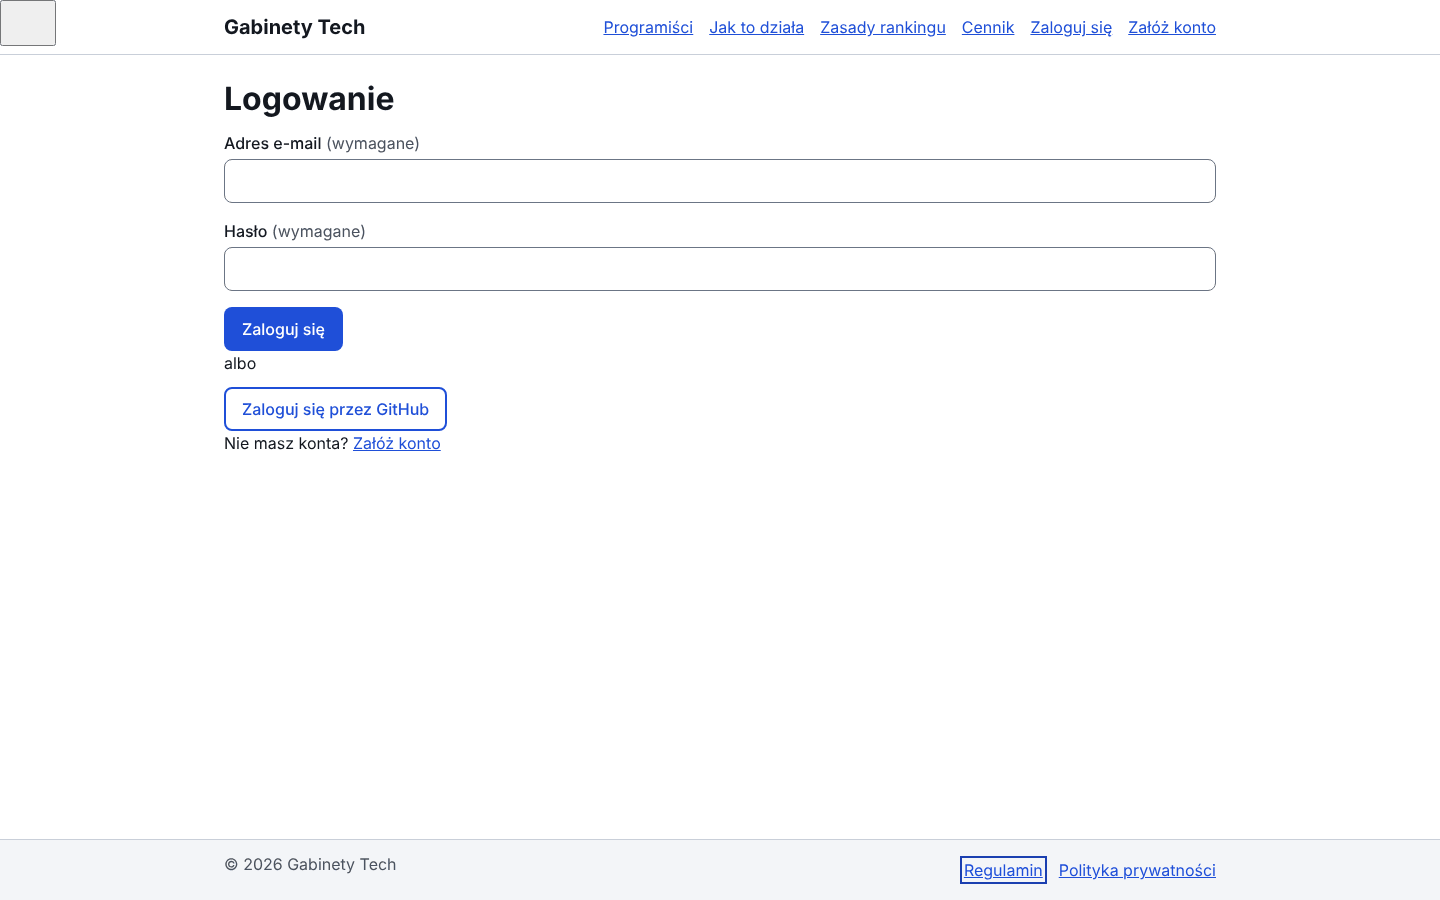 Gabinety Tech
Programiści Jak to działa Zasady rankingu Cennik Zaloguj się Załóż konto
Logowanie
Adres e-mail (wymagane)
Hasło (wymagane)
Zaloguj się
albo
Zaloguj się przez GitHub
Nie masz konta? Załóż konto
© 2026 Gabinety Tech
Regulamin Polityka prywatności